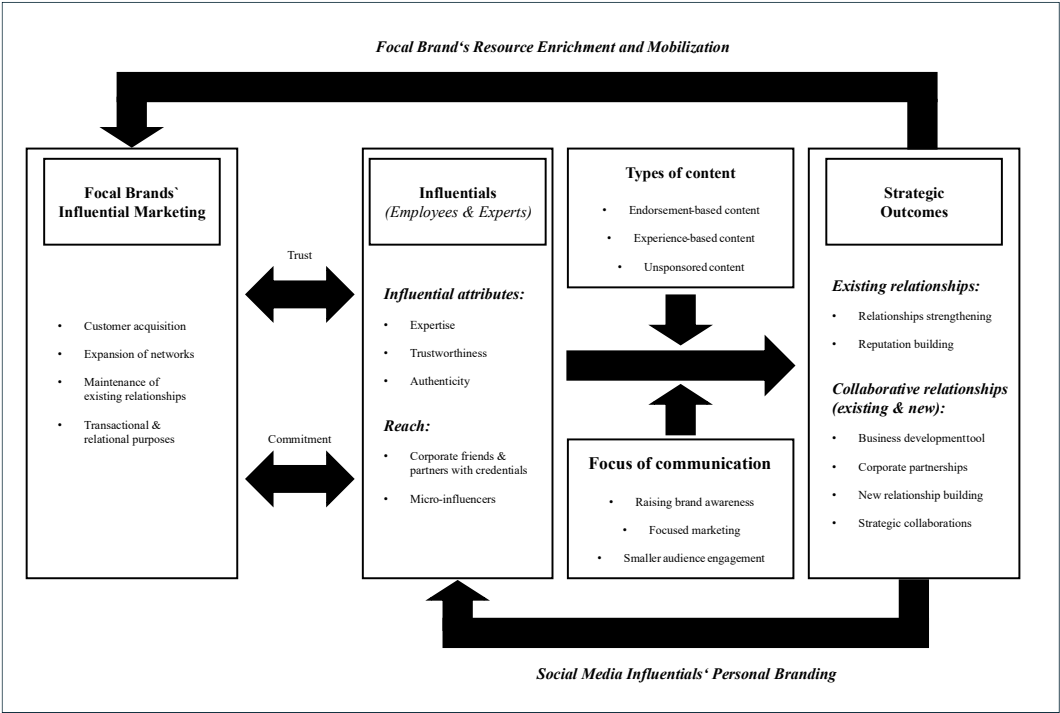 Focal Brand‘s Resource Enrichment and Mobilization
Focal Brands`
Influential Marketing
• Customer acquisition
• Expansion of networks
• Maintenance of
existing relationships
• Transactional &
relational purposes
Trust
Commitment
Influentials
(Employees & Experts)
Influential attributes:
• Expertise
• Trustworthiness
• Authenticity
Reach:
• Corporate friends &
partners with credentials
• Micro-influencers
Types of content
• Endorsement-based content
• Experience-based content
• Unsponsored content
Focus of communication
• Raising brand awareness
• Focused marketing
• Smaller audience engagement
Strategic
Outcomes
Existing relationships:
• Relationships strengthening
• Reputation building
Collaborative relationships
(existing & new):
• Business developmenttool
• Corporate partnerships
• New relationship building
• Strategic collaborations
Social Media Influentials‘ Personal Branding